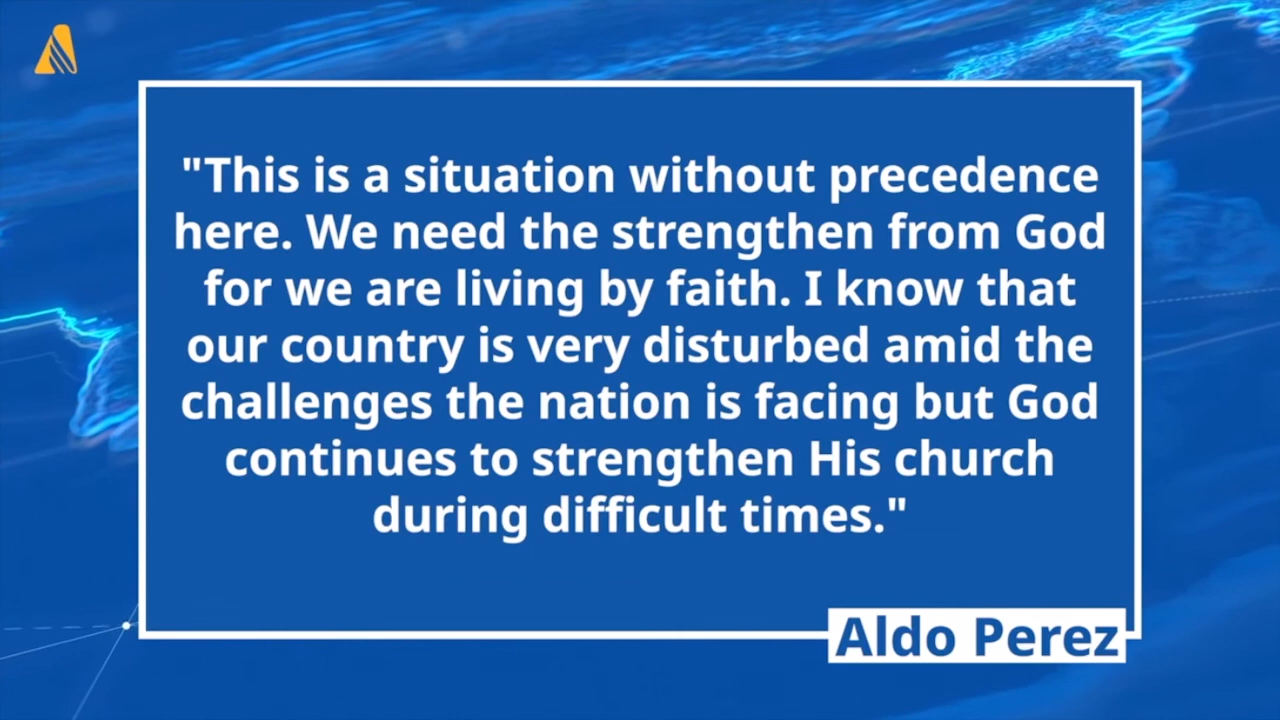 "This is a situation without precedence
here. We need the strengthen from God
for we are living by faith. I know that
our country is very disturbed amid the
challenges the nation is facing but God
continues to strengthen His church
during difficult times."
Aldo Perez